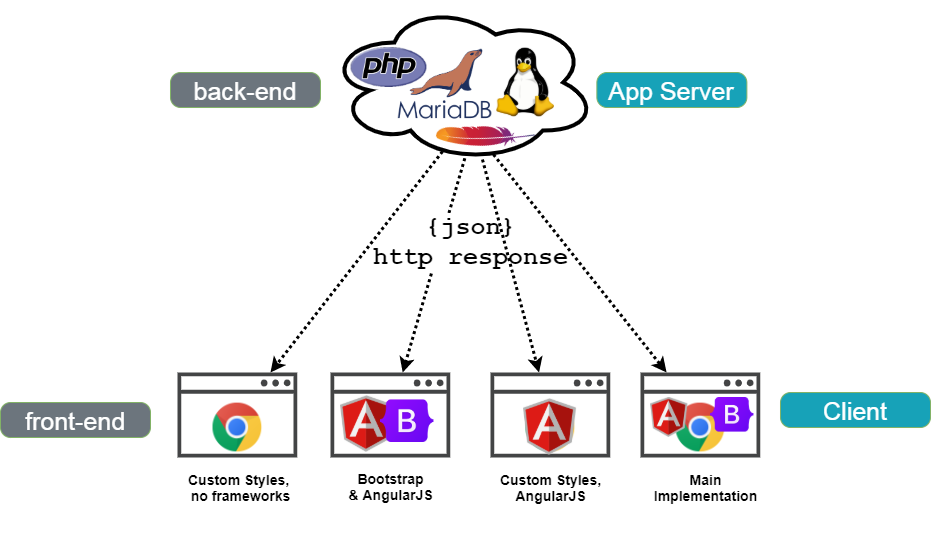 php
back-end
App Server
MariaDB
{json}
http response
front-end
A
B
A
A
B
Client
Custom Styles,
no frameworks
Bootstrap
& AngularJS
Custom Styles,
AngularJS
Main
Implementation